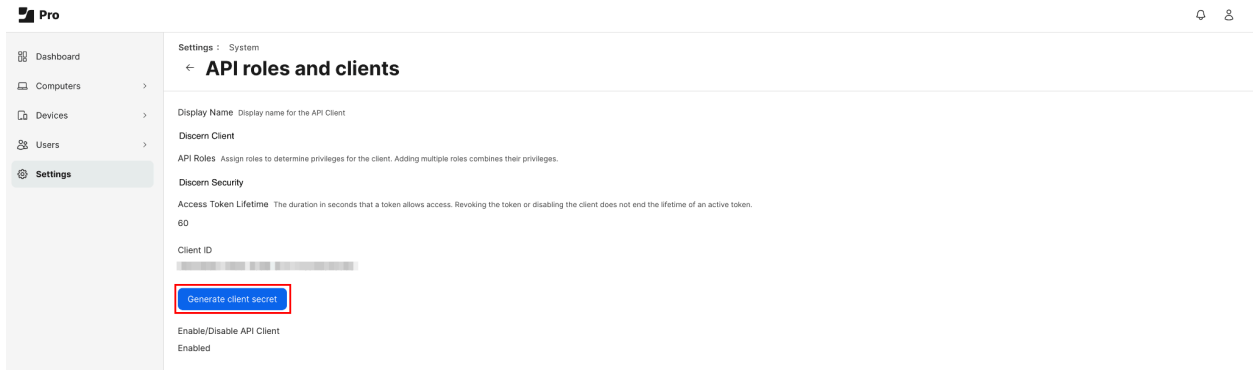 Pro
Dashboard
Computers
Devices
Users
Settings
Settings : System
← API roles and clients
Display Name Display name for the API Client
Discern Client
API Roles Assign roles to determine privileges for the client. Adding multiple roles combines their privileges.
Discern Security
Access Token Lifetime The duration in seconds that a token allows access. Revoking the token or disabling the client does not end the lifetime of an active token.
60
Client ID
Generate client secret
Enable/Disable API Client
Enabled